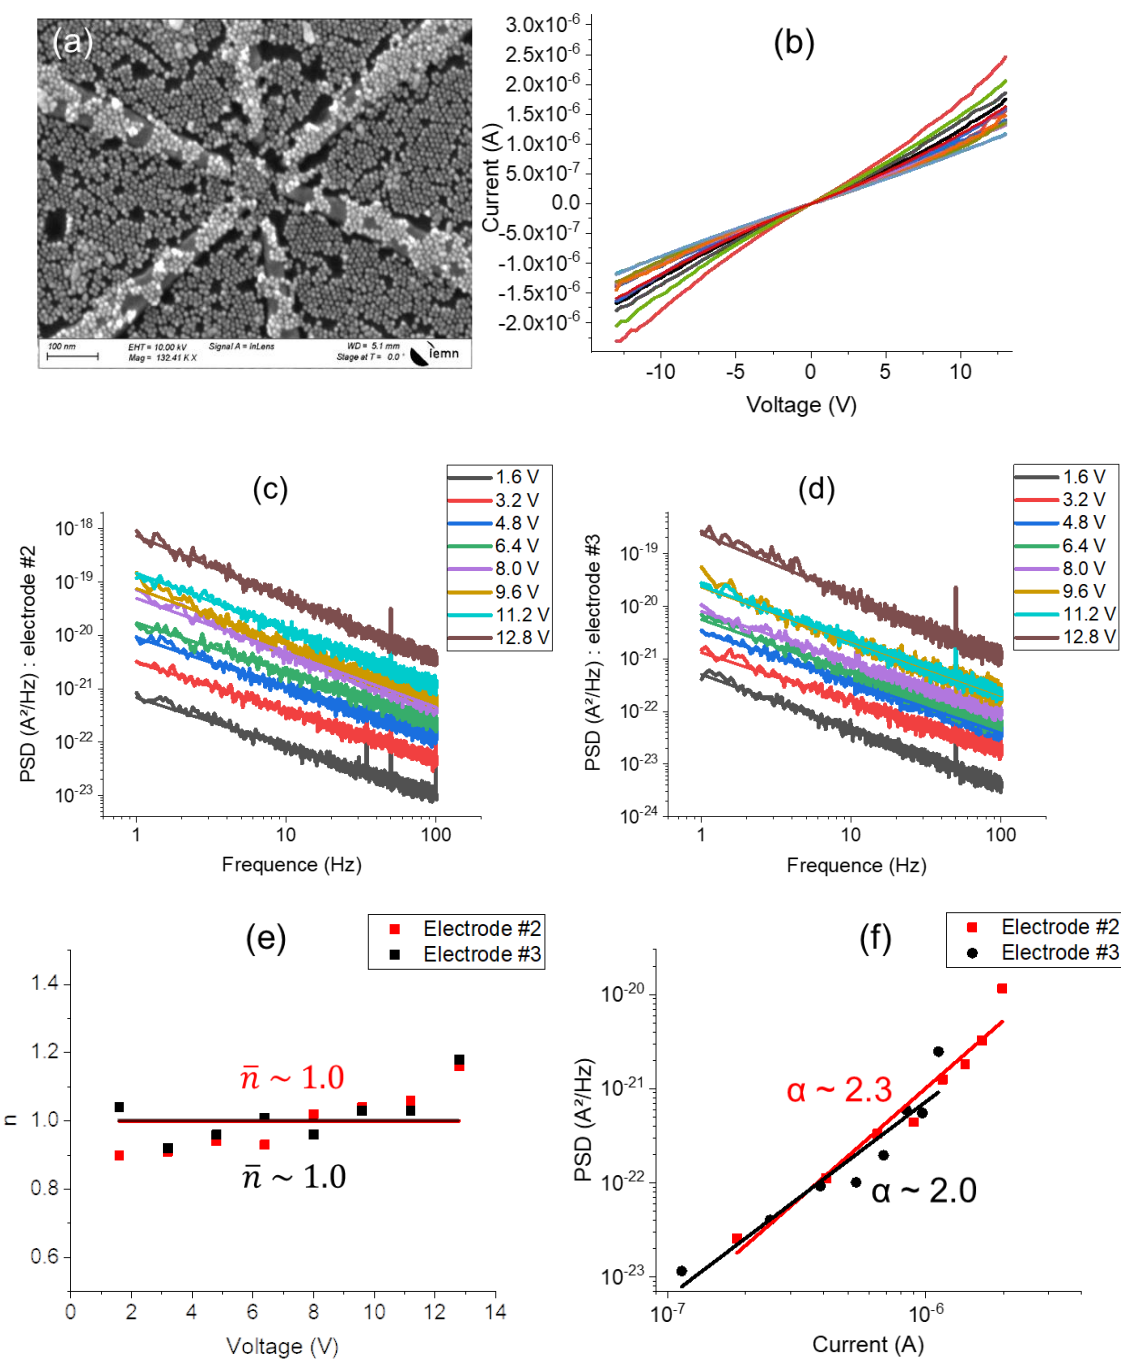 (a)
100 nm
EHT = 10.00 kV
Mag = 132.41 K X
Signal A = InLens
WD = 5.1 mm
Stage at T = 0.0 °
iemn
(b)
3.0x10⁻⁶
2.5x10⁻⁶
2.0x10⁻⁶
1.5x10⁻⁶
1.0x10⁻⁶
5.0x10⁻⁷
0.0
-5.0x10⁻⁷
-1.0x10⁻⁶
-1.5x10⁻⁶
-2.0x10⁻⁶
Current (A)
-10 -5 0 5 10
Voltage (V)
(c)
1.6 V
3.2 V
4.8 V
6.4 V
8.0 V
9.6 V
11.2 V
12.8 V
10⁻¹⁸
10⁻¹⁹
10⁻²⁰
10⁻²¹
10⁻²²
10⁻²³
PSD (A²/Hz) : electrode #2
1 10 100
Frequence (Hz)
(d)
1.6 V
3.2 V
4.8 V
6.4 V
8.0 V
9.6 V
11.2 V
12.8 V
10⁻¹⁹
10⁻²⁰
10⁻²¹
10⁻²²
10⁻²³
10⁻²⁴
PSD (A²/Hz) : electrode #3
1 10 100
Frequence (Hz)
(e)
Electrode #2
Electrode #3
1.4
1.2
1.0
0.8
0.6
n
n̅ ~ 1.0
n̅ ~ 1.0
0 2 4 6 8 10 12 14
Voltage (V)
(f)
Electrode #2
Electrode #3
10⁻²⁰
10⁻²¹
10⁻²²
10⁻²³
PSD (A²/Hz)
α ~ 2.3
α ~ 2.0
10⁻⁷ 10⁻⁶
Current (A)